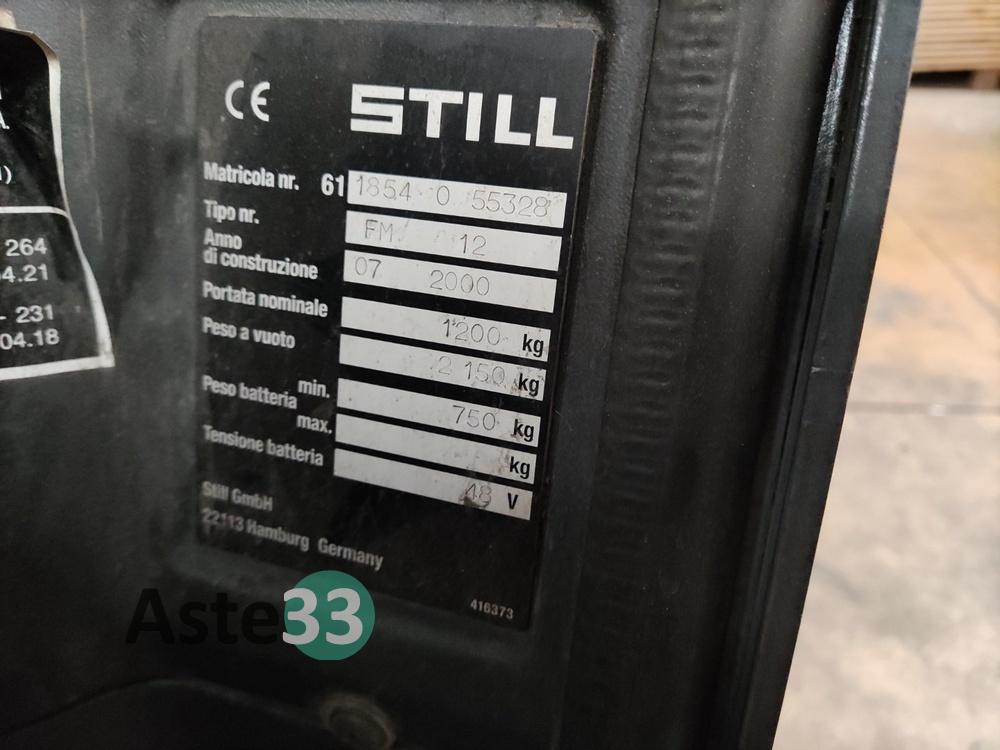 CE
STILL
Matricola nr. 61 1854 0 55328
Tipo nr. FM 12
Anno
di costruzione 07 2000
Portata nominale 1200 kg
Peso a vuoto 2 150 kg
Peso batteria min. 750 kg
max. kg
Tensione batteria 48 V
Still GmbH
22113 Hamburg Germany
416373
264
04.21
- 231
04.18
Aste33